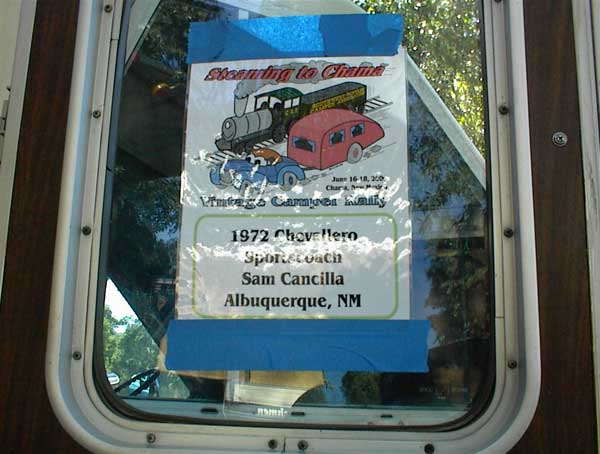 Steaming to Chama
June 16-18, 200
Chama, New Mexico
Vintage Camper Rally
1972 Chevallero
Sportscoach
Sam Cancilla
Albuquerque, NM